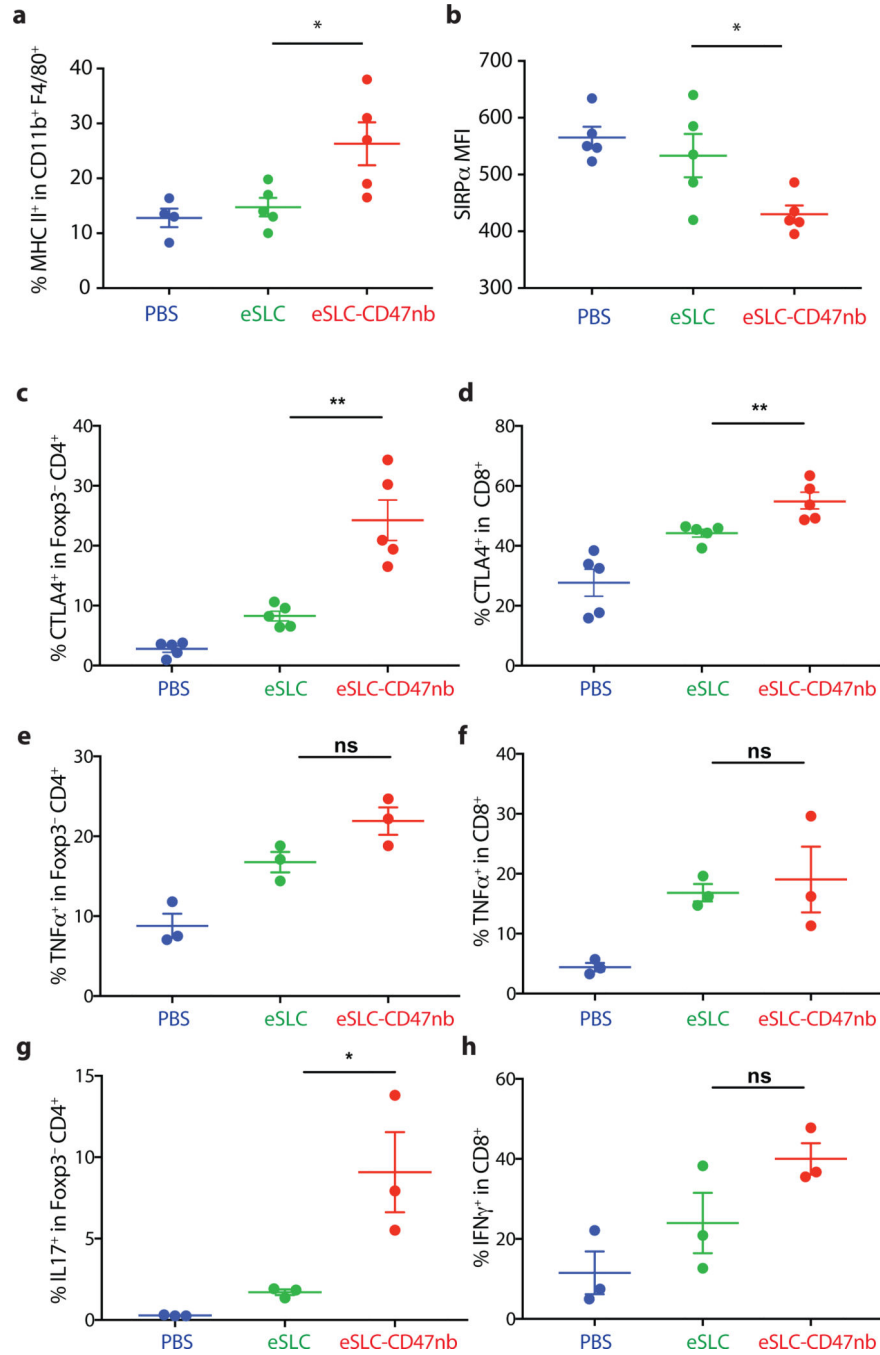 a
*
% MHC II⁺ in CD11b⁺ F4/80⁺
40
30
20
10
0
PBS
eSLC
eSLC-CD47nb
b
*
SIRPα MFI
700
600
500
400
300
PBS
eSLC
eSLC-CD47nb
c
**
% CTLA4⁺ in Foxp3⁻ CD4⁺
40
30
20
10
0
PBS
eSLC
eSLC-CD47nb
d
**
% CTLA4⁺ in CD8⁺
80
60
40
20
0
PBS
eSLC
eSLC-CD47nb
e
ns
% TNFα⁺ in Foxp3⁻ CD4⁺
30
20
10
0
PBS
eSLC
eSLC-CD47nb
f
ns
% TNFα⁺ in CD8⁺
40
30
20
10
0
PBS
eSLC
eSLC-CD47nb
g
*
% IL17⁺ in Foxp3⁻ CD4⁺
15
10
5
0
PBS
eSLC
eSLC-CD47nb
h
ns
% IFNγ⁺ in CD8⁺
60
40
20
0
PBS
eSLC
eSLC-CD47nb